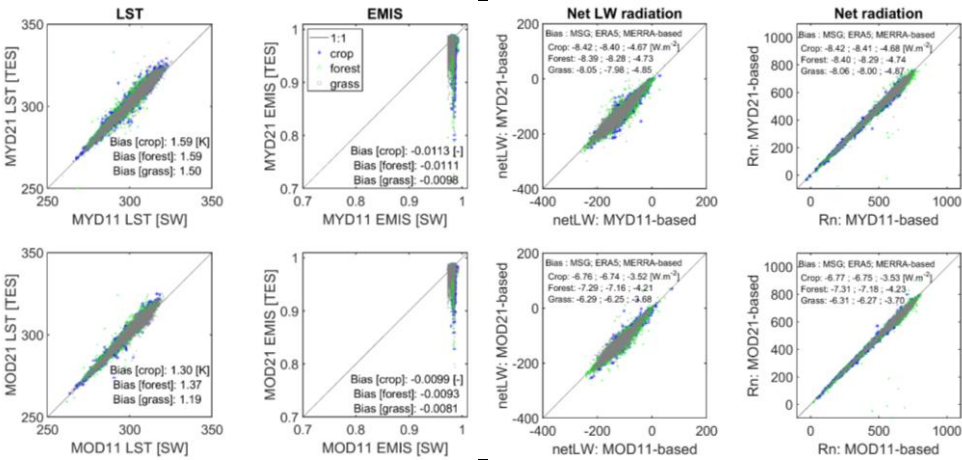 LST
350
300
250
250
300
350
MYD21 LST [TES]
MYD11 LST [SW]
Bias [crop]: 1.59 [K]
Bias [forest]: 1.59
Bias [grass]: 1.50
EMIS
1
0.9
0.8
0.7
0.7
0.8
0.9
1
MYD21 EMIS [TES]
MYD11 EMIS [SW]
1:1
crop
forest
grass
Bias [crop]: -0.0113 [-]
Bias [forest]: -0.0111
Bias [grass]: -0.0098
Net LW radiation
200
0
-200
-400
-400
-200
0
200
netLW: MYD21-based
netLW: MYD11-based
Bias : MSG; ERA5; MERRA-based
Crop: -8.42 ; -8.40 ; -4.67 [W.m-2]
Forest: -8.39 ; -8.28 ; -4.73
Grass: -8.05 ; -7.98 ; -4.85
Net radiation
1000
800
600
400
200
0
0
500
1000
Rn: MYD21-based
Rn: MYD11-based
Bias : MSG; ERA5; MERRA-based
Crop: -8.42 ; -8.41 ; -4.68 [W.m-2]
Forest: -8.40 ; -8.29 ; -4.74
Grass: -8.06 ; -8.00 ; -4.87
350
300
250
250
300
350
MOD21 LST [TES]
MOD11 LST [SW]
Bias [crop]: 1.30 [K]
Bias [forest]: 1.37
Bias [grass]: 1.19
1
0.9
0.8
0.7
0.7
0.8
0.9
1
MOD21 EMIS [TES]
MOD11 EMIS [SW]
Bias [crop]: -0.0099 [-]
Bias [forest]: -0.0093
Bias [grass]: -0.0081
200
0
-200
-400
-400
-200
0
200
netLW: MOD21-based
netLW: MOD11-based
Bias : MSG; ERA5; MERRA-based
Crop: -6.76 ; -6.74 ; -3.52 [W.m-2]
Forest: -7.29 ; -7.16 ; -4.21
Grass: -6.29 ; -6.25 ; -3.68
1000
800
600
400
200
0
0
500
1000
Rn: MOD21-based
Rn: MOD11-based
Bias : MSG; ERA5; MERRA-based
Crop: -6.77 ; -6.75 ; -3.53 [W.m-2]
Forest: -7.31 ; -7.18 ; -4.23
Grass: -6.31 ; -6.27 ; -3.70